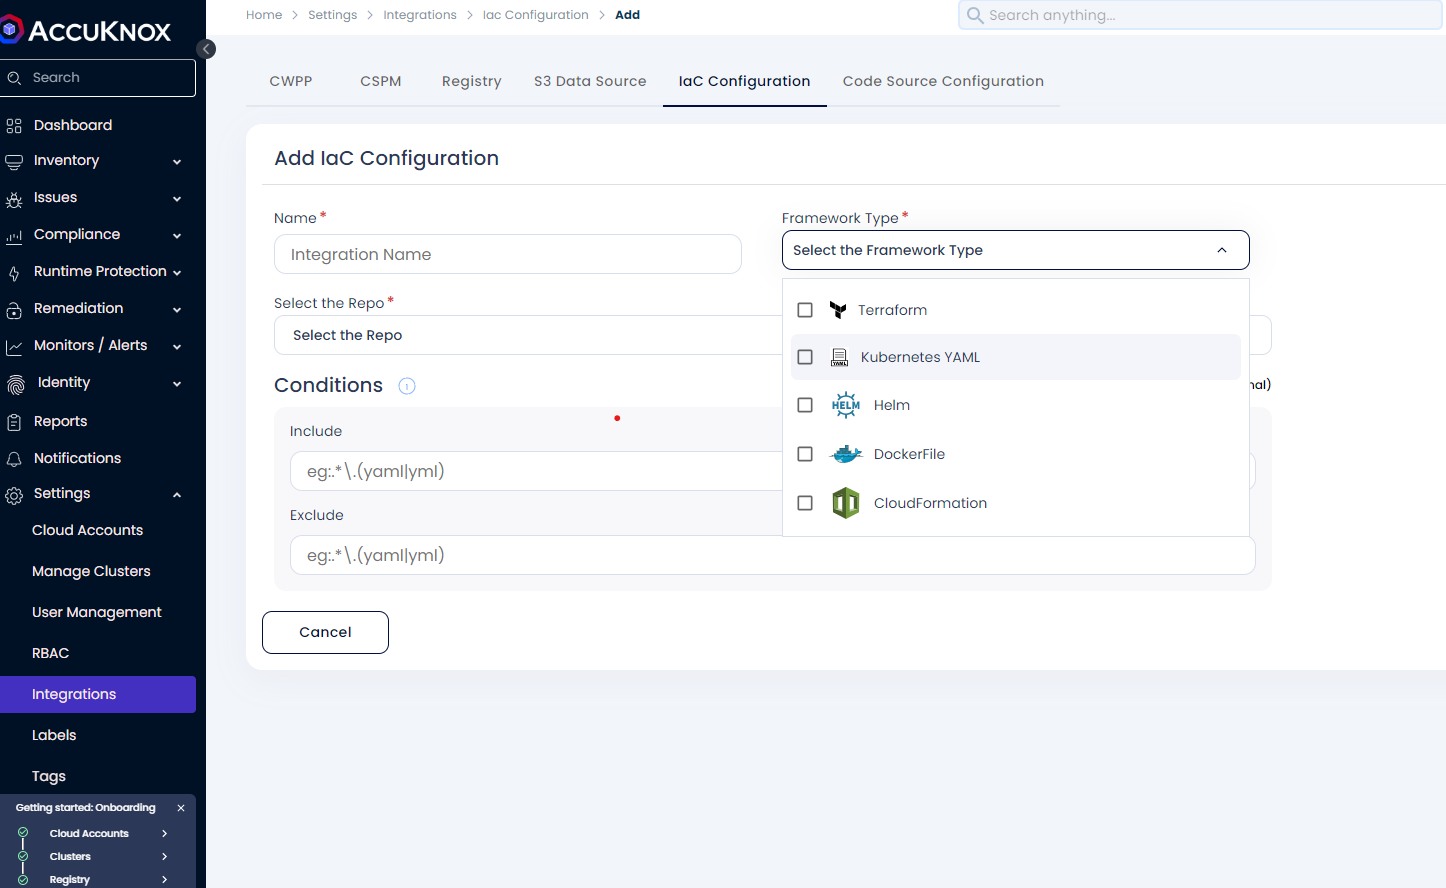 ACCUKNOX
Search
Dashboard
Inventory
Issues
Compliance
Runtime Protection
Remediation
Monitors / Alerts
Identity
Reports
Notifications
Settings
Cloud Accounts
Manage Clusters
User Management
RBAC
Integrations
Labels
Tags
Getting started: Onboarding
Cloud Accounts
Clusters
Registry
Home > Settings > Integrations > Iac Configuration > Add
Search anything...
CWPP CSPM Registry S3 Data Source IaC Configuration Code Source Configuration
Add IaC Configuration
Name *
Integration Name
Framework Type *
Select the Framework Type
Terraform
YAML
Kubernetes YAML
HELM
Helm
DockerFile
CloudFormation
Select the Repo *
Select the Repo
Conditions
nal)
Include
eg:.*\.(yaml|yml)
Exclude
eg:.*\.(yaml|yml)
Cancel